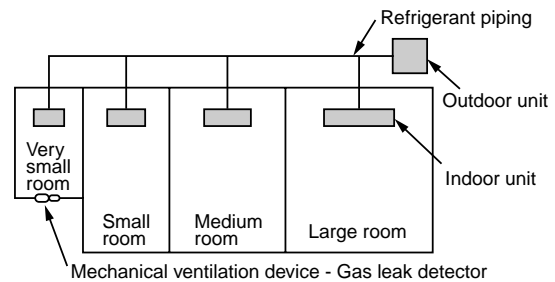 Refrigerant piping
Outdoor unit
Very
small
room
Indoor unit
Small
room
Medium
room
Large room
Mechanical ventilation device - Gas leak detector